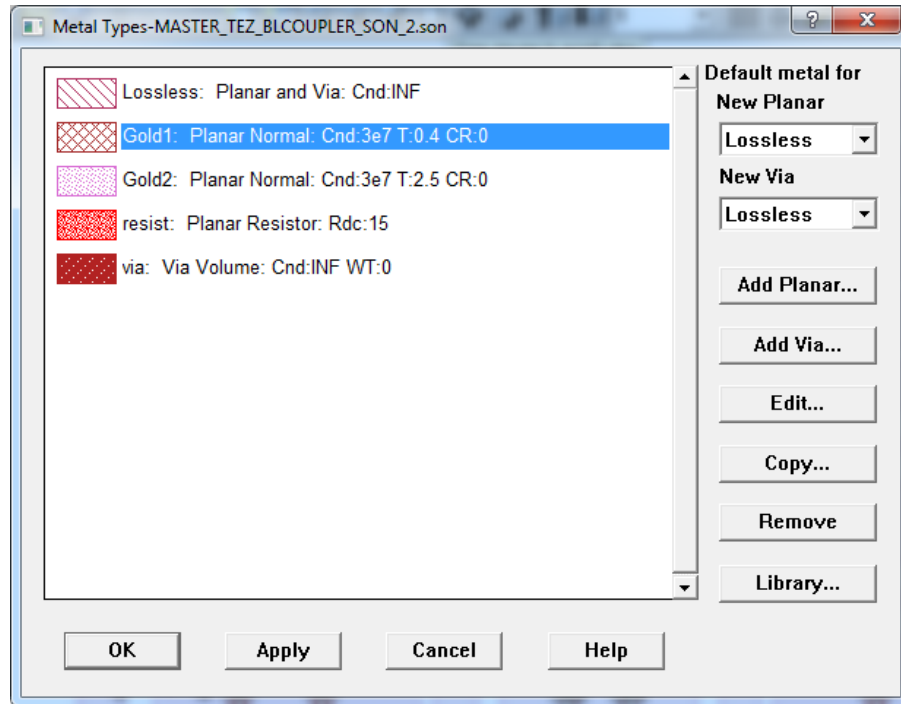 Metal Types-MASTER_TEZ_BLCOUPLER_SON_2.son
Lossless: Planar and Via: Cnd:INF
Gold1: Planar Normal: Cnd:3e7 T:0.4 CR:0
Gold2: Planar Normal: Cnd:3e7 T:2.5 CR:0
resist: Planar Resistor: Rdc:15
via: Via Volume: Cnd:INF WT:0
Default metal for
New Planar
Lossless
New Via
Lossless
Add Planar...
Add Via...
Edit...
Copy...
Remove
Library...
OK
Apply
Cancel
Help